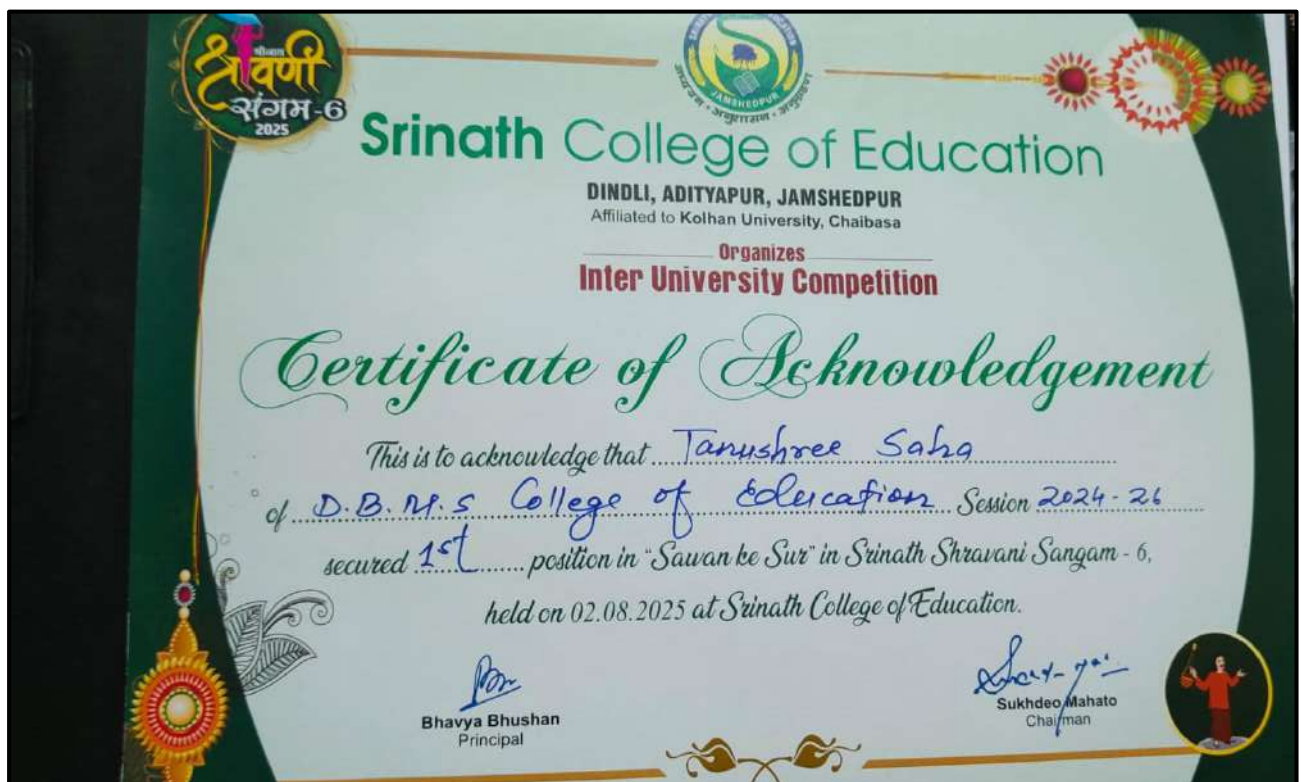 श्रीनाथ
श्रावणी
संगम-6
2025
JAMSHEDPUR
Srinath College of Education
DINDLI, ADITYAPUR, JAMSHEDPUR
Affiliated to Kolhan University, Chaibasa
Organizes
Inter University Competition
Certificate of Acknowledgement
This is to acknowledge that Tanushree Saha
of D.B.M.S College of Education Session 2024-26
secured 1st position in "Sawan ke Sur" in Srinath Shravani Sangam - 6,
held on 02.08.2025 at Srinath College of Education.
Bhavya Bhushan
Principal
Sukhdeo Mahato
Chairman